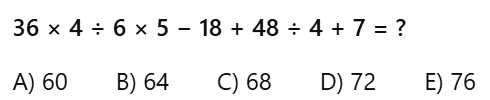 36 × 4 ÷ 6 × 5 − 18 + 48 ÷ 4 + 7 = ?
A) 60 B) 64 C) 68 D) 72 E) 76